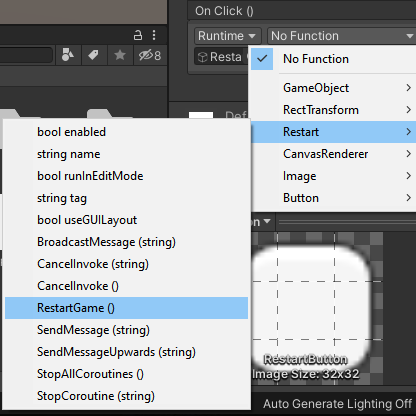 On Click ()
Runtime
No Function
Resta
No Function
GameObject
RectTransform
Restart
CanvasRenderer
Image
Button
8
Def
bool enabled
string name
bool runInEditMode
string tag
bool useGUILayout
BroadcastMessage (string)
CancelInvoke (string)
CancelInvoke ()
RestartGame ()
SendMessage (string)
SendMessageUpwards (string)
StopAllCoroutines ()
StopCoroutine (string)
RestartButton
Image Size: 32x32
Auto Generate Lighting Off